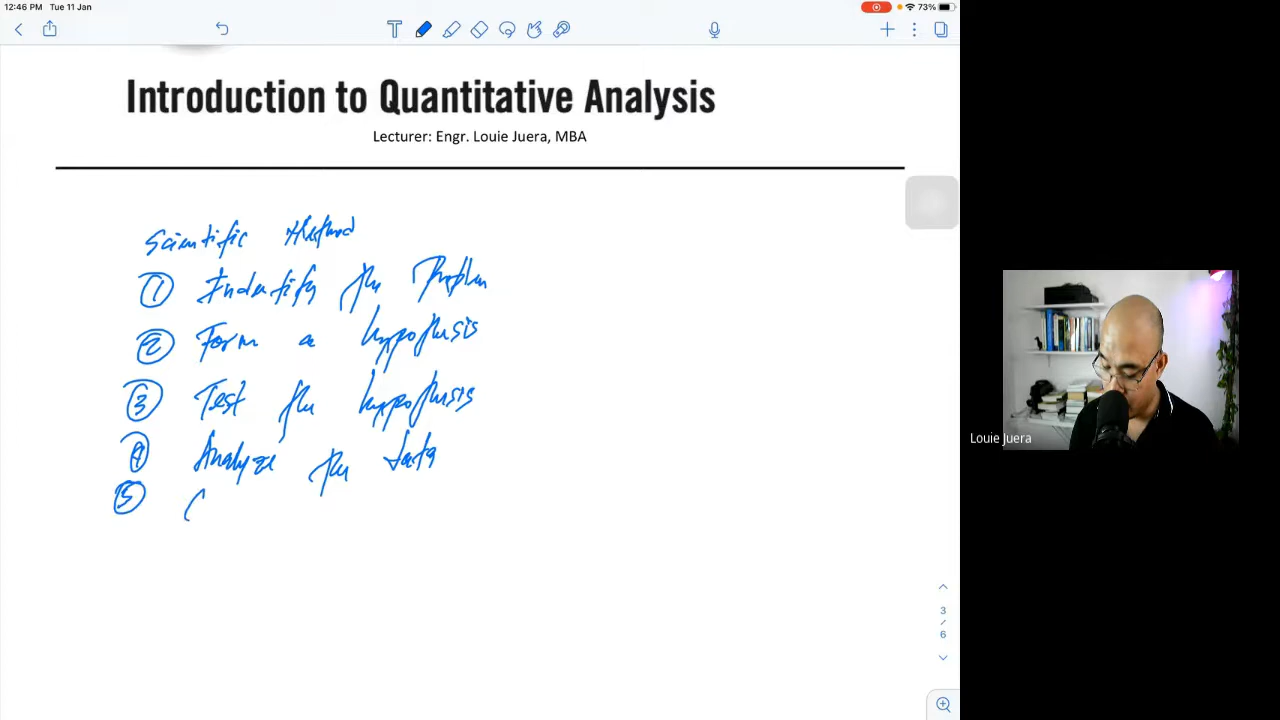 12:46 PM Tue 11 Jan
73%
Introduction to Quantitative Analysis
Lecturer: Engr. Louie Juera, MBA
Scientific Method
① Indentify the Problem
② Form a hypothesis
③ Test the hypothesis
④ Analyze the data
⑤ C
3
/
6
Louie Juera